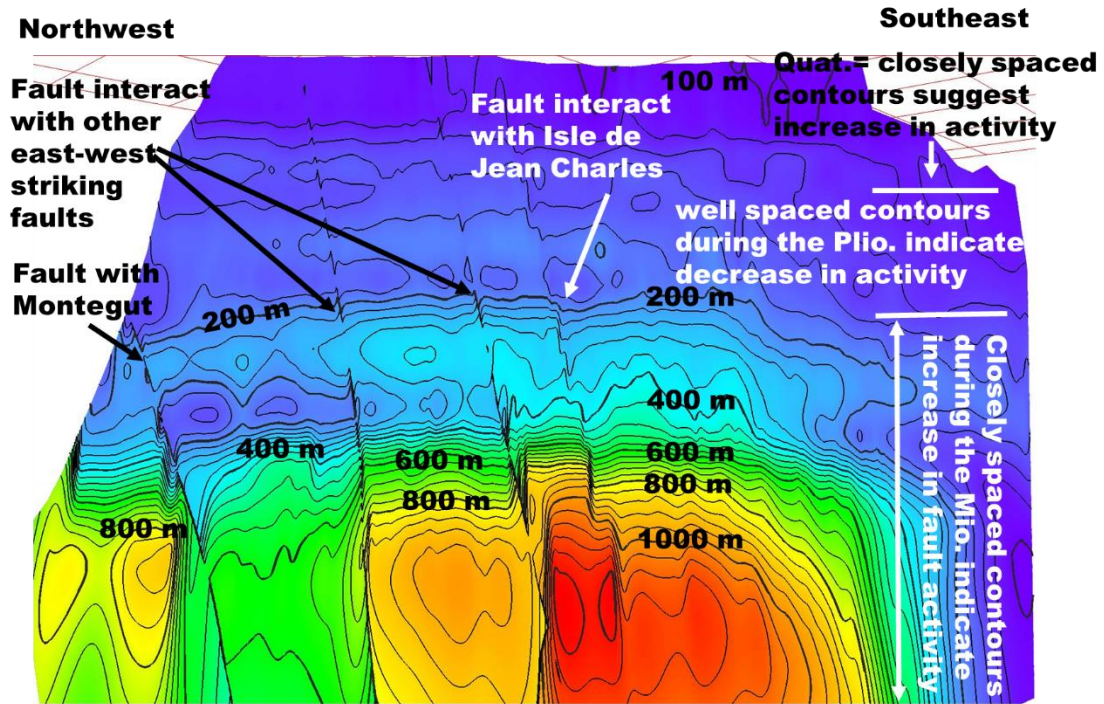 Northwest
Southeast
Fault interact
with other
east-west
striking
faults
Fault with
Montegut
Fault interact
with Isle de
Jean Charles
100 m
Quat.= closely spaced
contours suggest
increase in activity
well spaced contours
during the Plio. indicate
decrease in activity
200 m
200 m
400 m
400 m
600 m
600 m
800 m
800 m
800 m
1000 m
Closely spaced contours
during the Mio. indicate
increase in fault activity